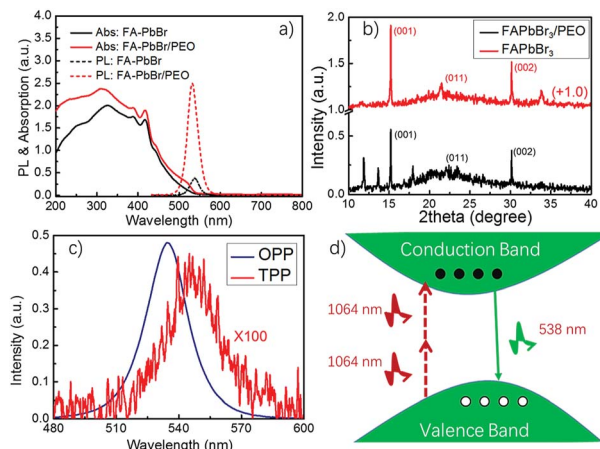 a)
Abs: FA-PbBr
Abs: FA-PbBr/PEO
PL: FA-PbBr
PL: FA-PbBr/PEO
PL & Absorption (a.u.)
5.0
4.5
4.0
3.5
3.0
2.5
2.0
1.5
1.0
0.5
0.0
200 300 400 500 600 700 800
Wavelength (nm)
b)
FAPbBr3/PEO
FAPbBr3
(001)
(011)
(002)
(+1.0)
(001)
(011)
(002)
Intensity (a.u.)
2.0
1.5
1.0
0.5
0.0
10 15 20 25 30 35 40
2theta (degree)
c)
OPP
TPP
X100
Intensity (a.u.)
0.5
0.4
0.3
0.2
0.1
0.0
480 510 540 570 600
Wavelength (nm)
d)
Conduction Band
1064 nm
538 nm
1064 nm
Valence Band